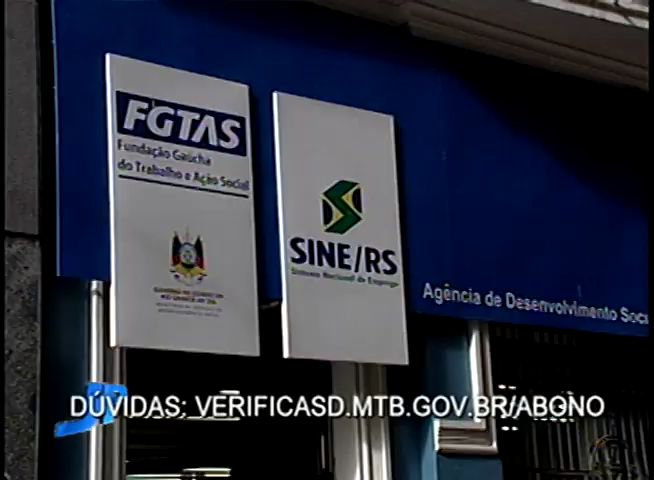 FGTAS
Fundação Gaúcha
do Trabalho e Ação Social
SINE/RS
Sistema Nacional de Emprego
Agência de Desenvolvimento Soci
DÚVIDAS: VERIFICASD.MTB.GOV.BR/ABONO